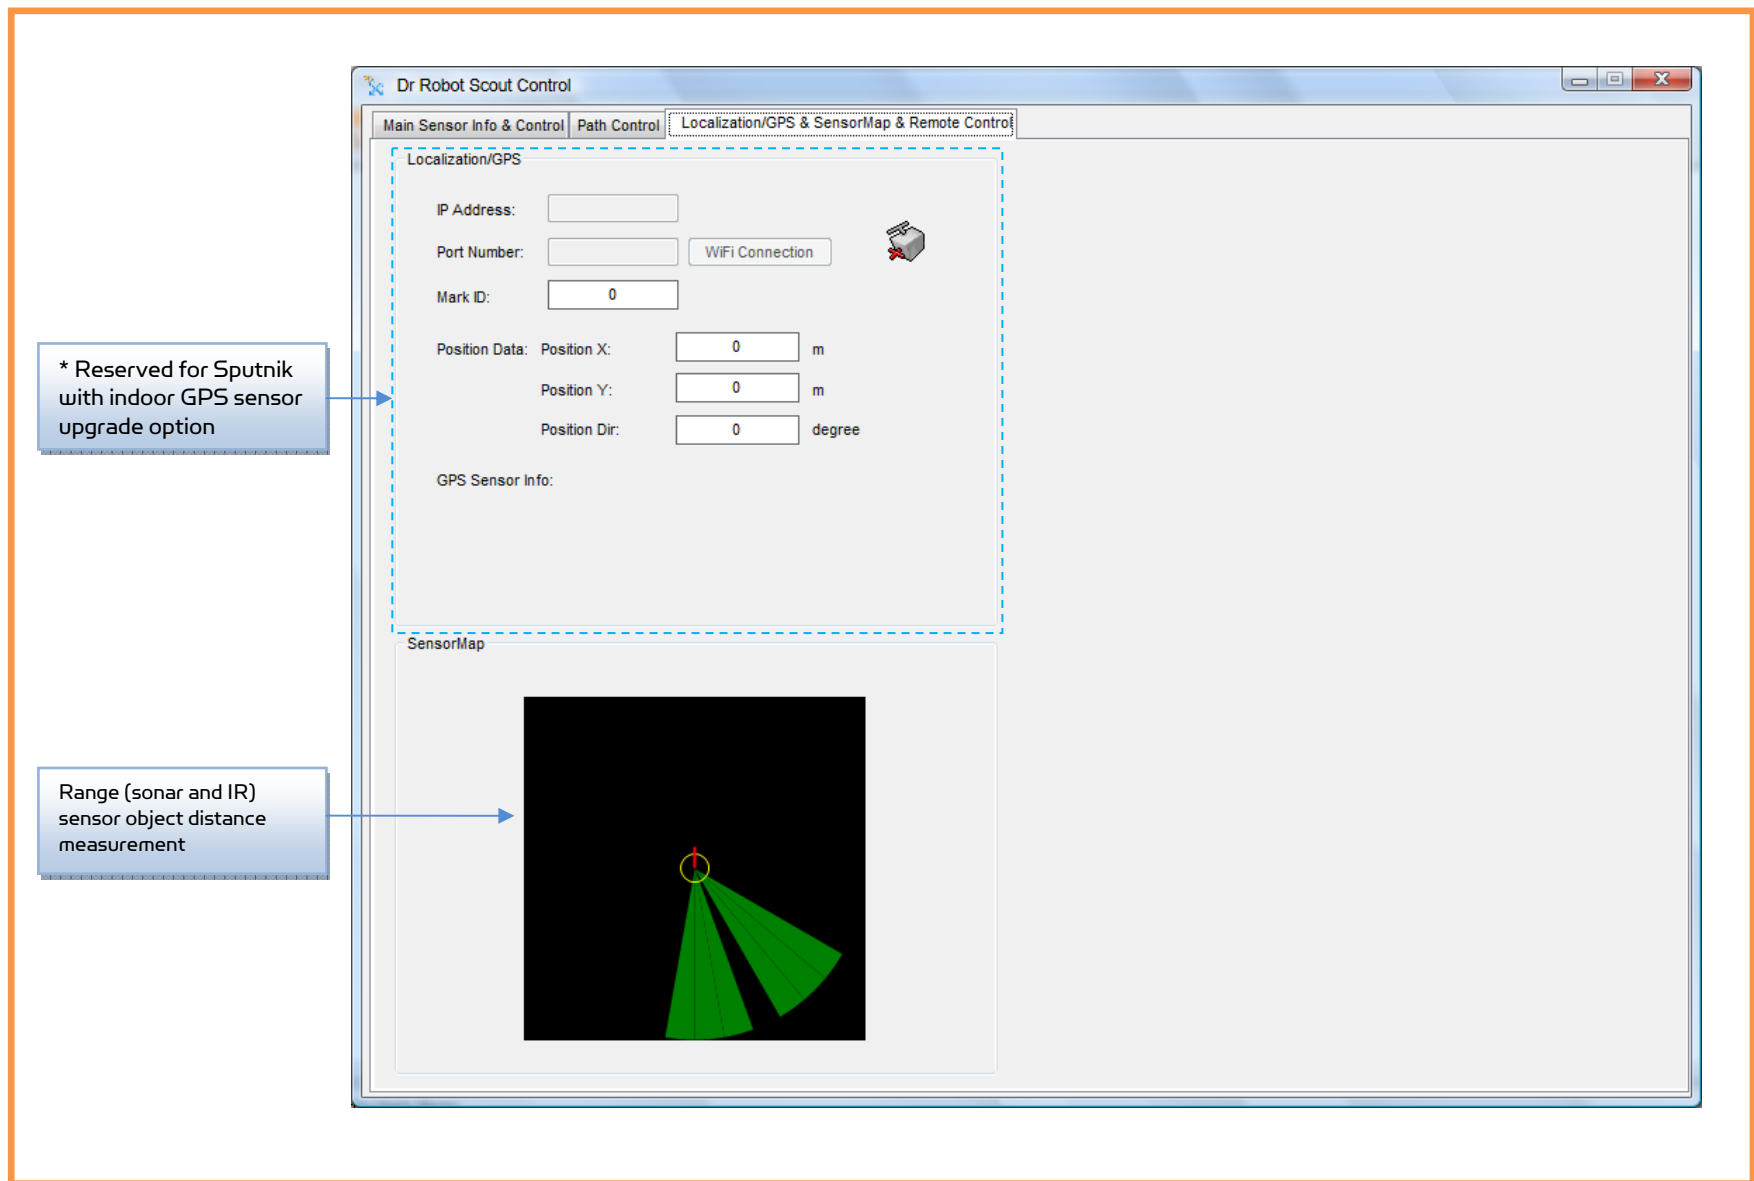 Dr Robot Scout Control
Main Sensor Info & Control Path Control Localization/GPS & SensorMap & Remote Control
Localization/GPS
IP Address:
Port Number: WiFi Connection
Mark ID: 0
* Reserved for Sputnik
with indoor GPS sensor
upgrade option
Position Data: Position X: 0 m
Position Y: 0 m
Position Dir: 0 degree
GPS Sensor Info:
SensorMap
Range (sonar and IR)
sensor object distance
measurement